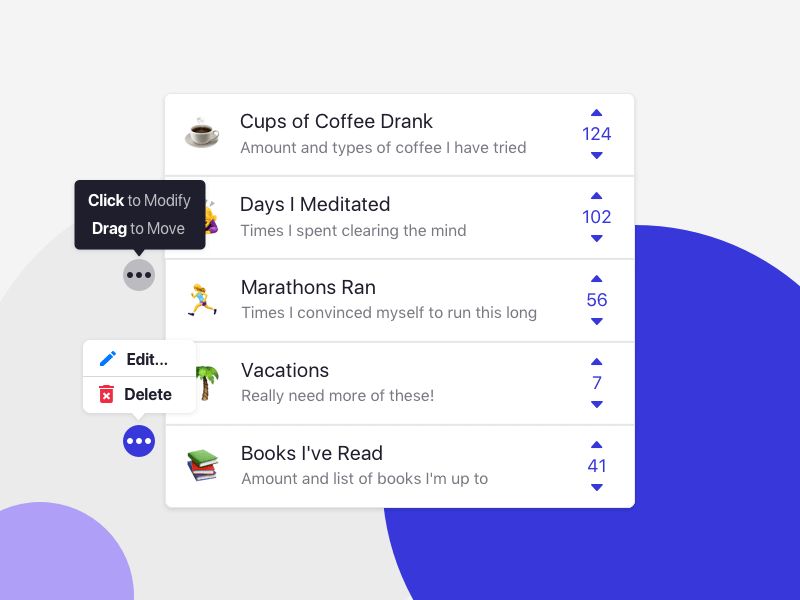 Cups of Coffee Drank
Amount and types of coffee I have tried
124
Click to Modify
Drag to Move
Days I Meditated
Times I spent clearing the mind
102
Marathons Ran
Times I convinced myself to run this long
56
Edit...
Delete
Vacations
Really need more of these!
7
Books I've Read
Amount and list of books I'm up to
41